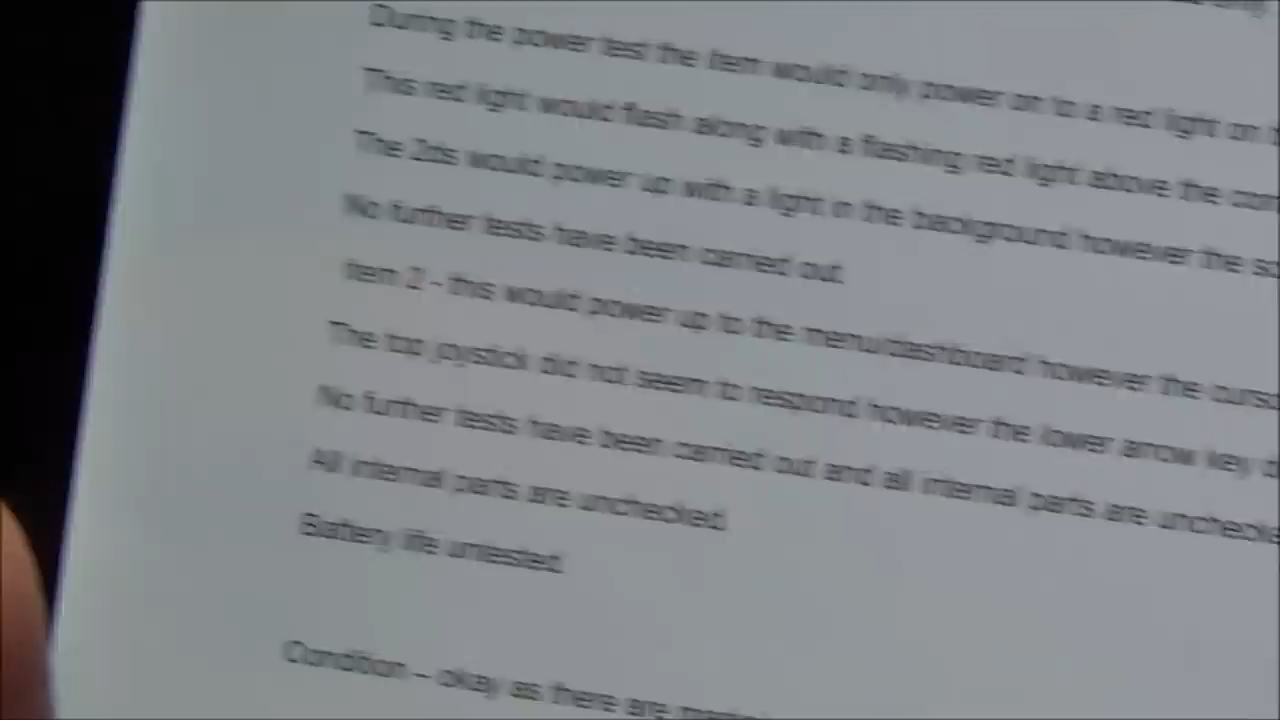 During the power test the item would only power on to a red light on
This red light would flash along with a flashing red light above the
The 2ds would power up with a light in the background however the
No further tests have been carried out.
Item 2 - this would power up to the menu/dashboard however the
The top joystick did not seem to respond however the lower arrow key
No further tests have been carried out and all internal parts are
All internal parts are unchecked.
Battery life untested.
Condition - okay as there are